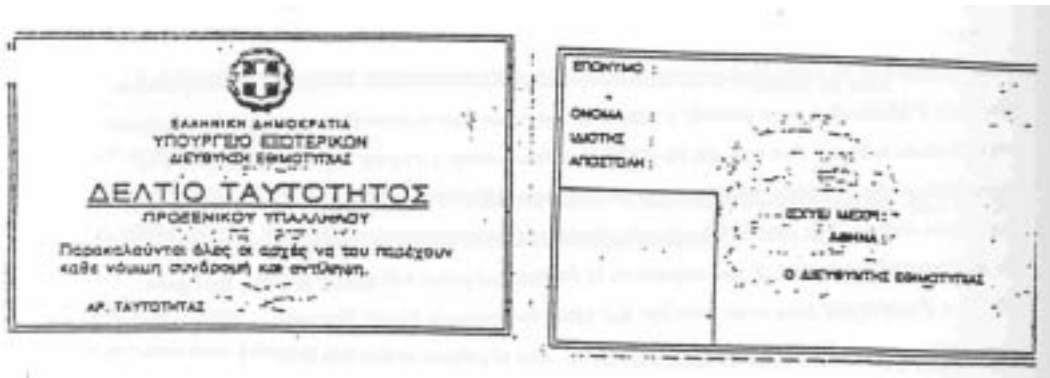 ΕΛΛΗΝΙΚΗ ΔΗΜΟΚΡΑΤΙΑ
ΥΠΟΥΡΓΕΙΟ ΕΞΩΤΕΡΙΚΩΝ
ΔΙΕΥΘΥΝΣΗ ΕΘΙΜΟΤΥΠΙΑΣ
ΔΕΛΤΙΟ ΤΑΥΤΟΤΗΤΟΣ
ΠΡΟΞΕΝΙΚΟΥ ΥΠΑΛΛΗΛΟΥ
Παρακαλούνται όλες οι αρχές να του παρέχουν
κάθε νόμιμη συνδρομή και αντίληψη.
ΑΡ. ΤΑΥΤΟΤΗΤΑΣ
ΕΠΩΝΥΜΟ :
ΟΝΟΜΑ
ΙΔΙΟΤΗΣ
ΑΠΟΣΤΟΛΗ :
ΙΣΧΥΕΙ ΜΕΧΡΙ :
ΑΘΗΝΑ :
Ο ΔΙΕΥΘΥΝΤΗΣ ΕΘΙΜΟΤΥΠΙΑΣ